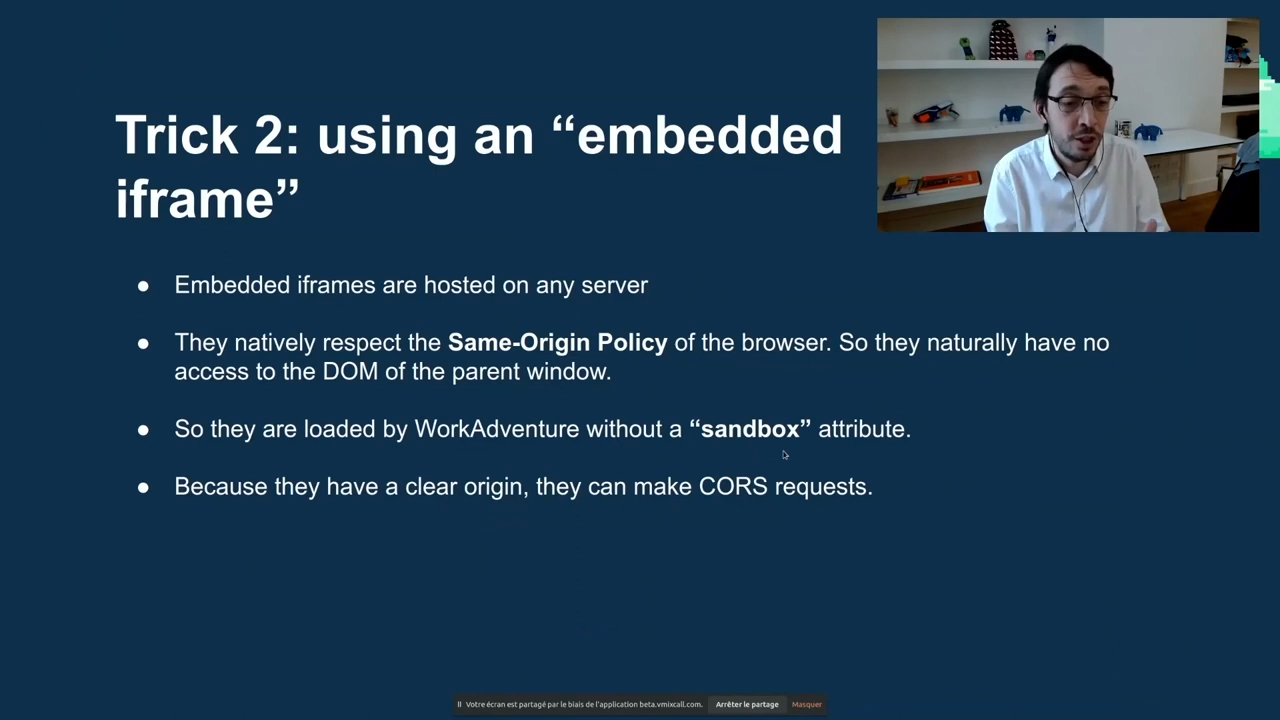 Trick 2: using an “embedded
iframe”
● Embedded iframes are hosted on any server
● They natively respect the Same-Origin Policy of the browser. So they naturally have no
access to the DOM of the parent window.
● So they are loaded by WorkAdventure without a “sandbox” attribute.
● Because they have a clear origin, they can make CORS requests.
Votre écran est partagé par le biais de l'application beta.vmixcall.com. Arrêter le partage Masquer